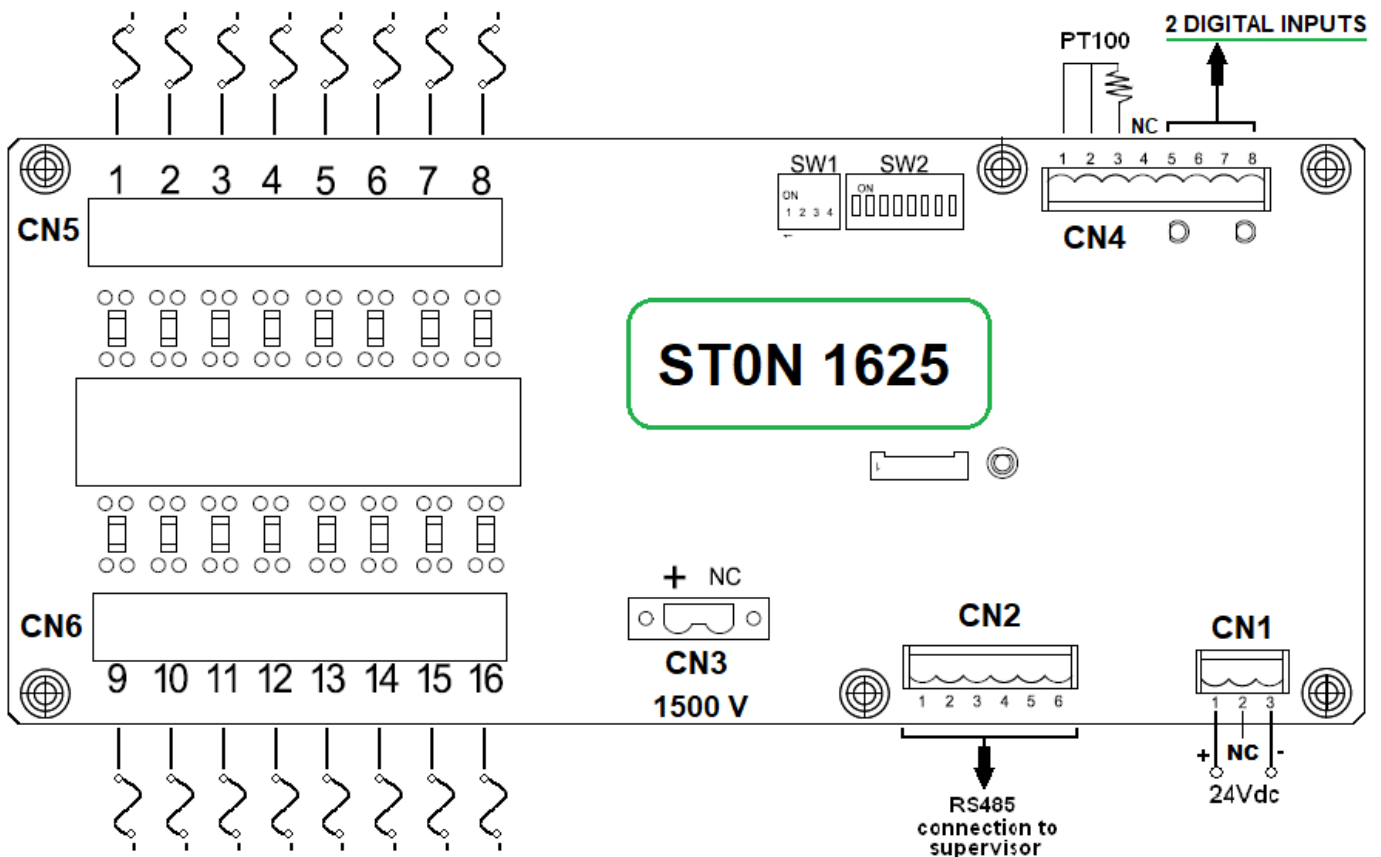 2 DIGITAL INPUTS
PT100
NC
1 2 3 4 5 6 7 8
CN4
1 2 3 4 5 6 7 8
CN5
SW1 SW2
ON
1 2 3 4
ON
ST0N 1625
1
+ NC
CN3
1500 V
CN6
9 10 11 12 13 14 15 16
CN2
1 2 3 4 5 6
RS485
connection to
supervisor
CN1
1 2 3
+ NC -
24Vdc